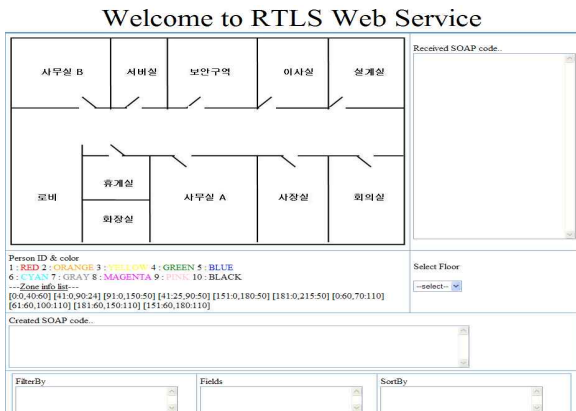 Welcome to RTLS Web Service
사무실 B
서버실
보안구역
이사실
설계실
로비
휴게실
화장실
사무실 A
사장실
회의실
Received SOAP code..
Person ID & color
1 : RED 2 : ORANGE 3 : YELLOW 4 : GREEN 5 : BLUE
6 : CYAN 7 : GRAY 8 : MAGENTA 9 : PINK 10 : BLACK
---Zone info list---
[0:0,40:60] [41:0,90:24] [91:0,150:50] [41:25,90:50] [151:0,180:50] [181:0,215:50] [0:60,70:110]
[61:60,100:110] [181:60,150:110] [151:60,180:110]
Select Floor
--select--
Created SOAP code..
FilterBy
Fields
SortBy